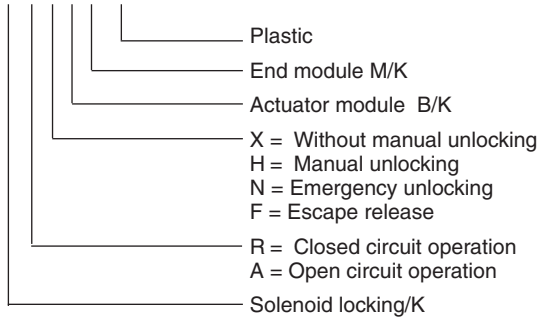 Plastic
End module M/K
Actuator module B/K
X = Without manual unlocking
H = Manual unlocking
N = Emergency unlocking
F = Escape release
R = Closed circuit operation
A = Open circuit operation
Solenoid locking/K